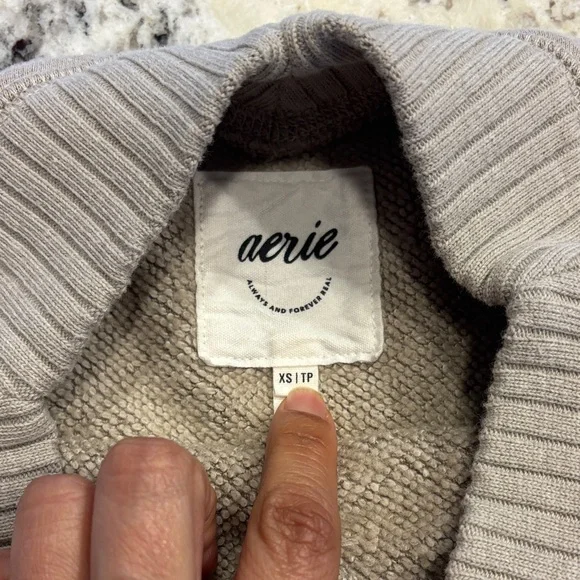 aerie
ALWAYS AND FOREVER REAL
XS | TP